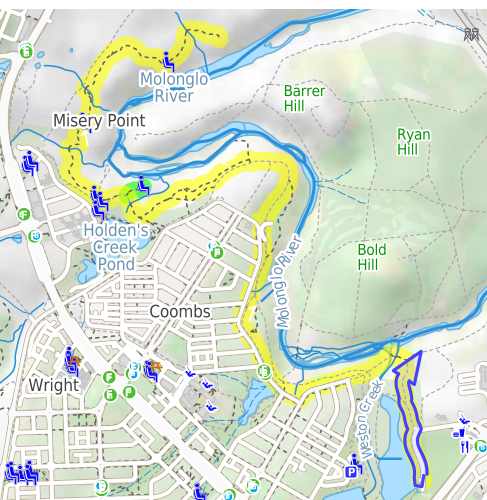 Molonglo
River
Barrer
Hill
Misery Point
Ryan
Hill
Holden's
Creek
Pond
Molonglo River
Bold
Hill
Coombs
Wright
Weston Creek
P